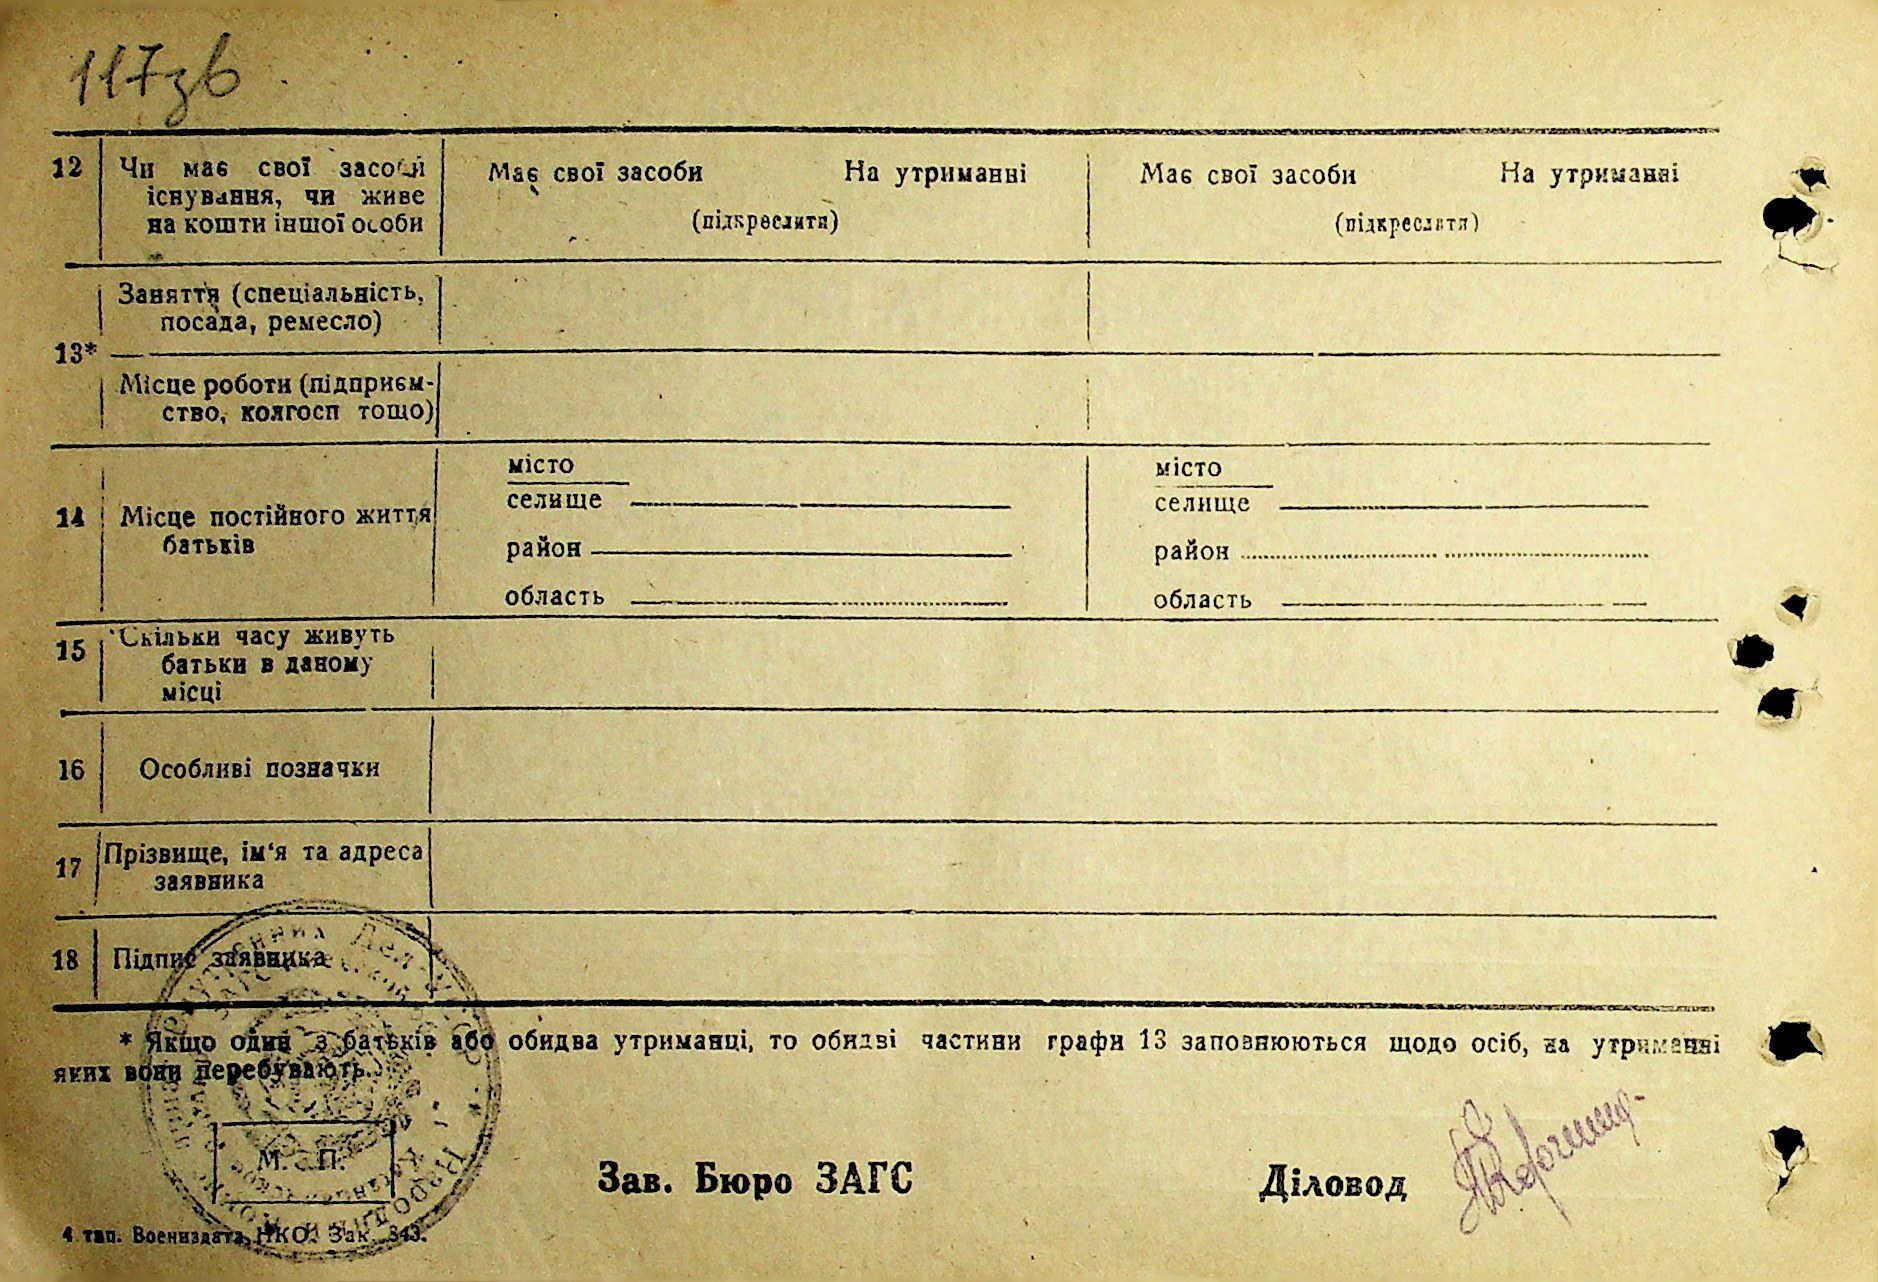 117зв
12 Чи має свої засоби Має свої засоби На утриманні Має свої засоби На утриманні
існування, чи живе
на кошти іншої особи (підкреслити) (підкреслити)
Заняття (спеціальність,
посада, ремесло)
13*
Місце роботи (підприєм-
ство, колгосп тощо)
місто місто
селище селище
14 Місце постійного життя
батьків
район район
область область
15 Скільки часу живуть
батьки в даному
місці
16 Особливі позначки
17 Прізвище, ім‘я та адреса
заявника
18 Підпис заявника
* Якщо один з батьків або обидва утриманці, то обидві частини графи 13 заповнюються щодо осіб, на утриманні
яких вони перебувають.
М. П.
Зав. Бюро ЗАГС Діловод
4 тип. Воениздата НКО. Зак. 843.